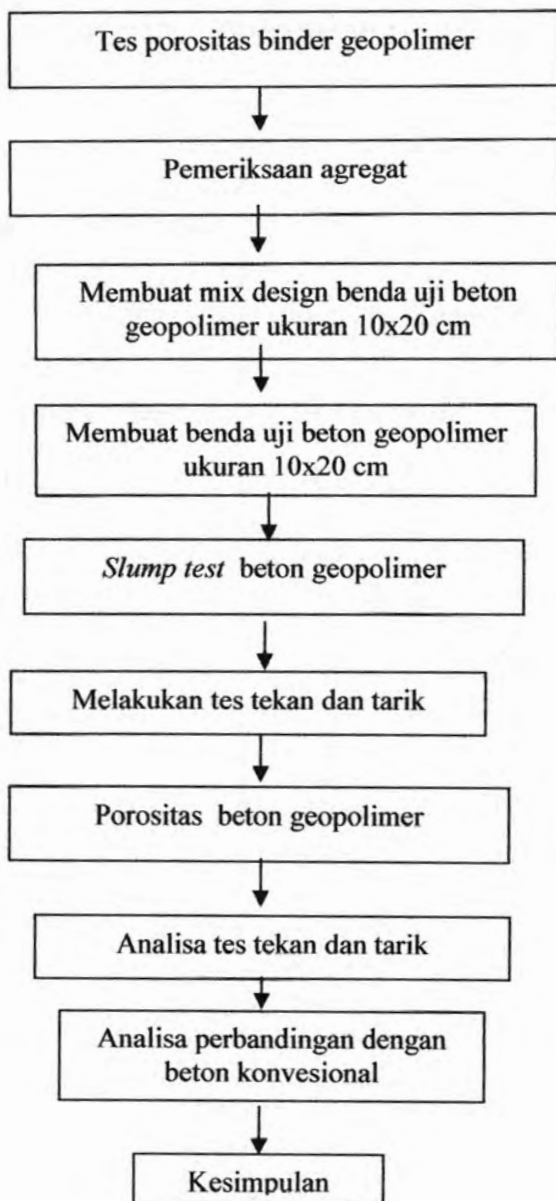 Tes porositas binder geopolimer
Pemeriksaan agregat
Membuat mix design benda uji beton
geopolimer ukuran 10x20 cm
Membuat benda uji beton geopolimer
ukuran 10x20 cm
Slump test beton geopolimer
Melakukan tes tekan dan tarik
Porositas beton geopolimer
Analisa tes tekan dan tarik
Analisa perbandingan dengan
beton konvesional
Kesimpulan